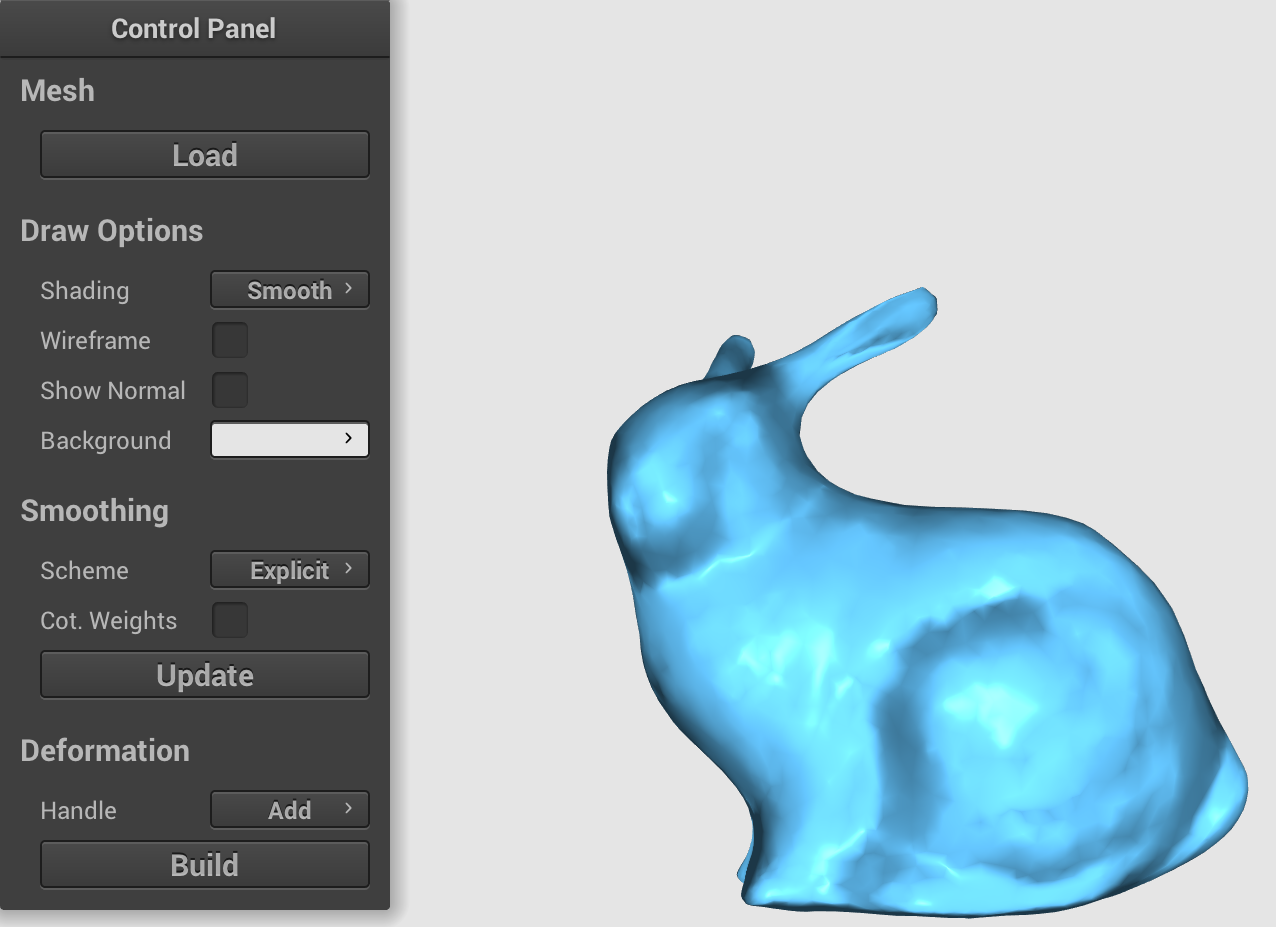 Control Panel
Mesh
Load
Draw Options
Shading Smooth
Wireframe
Show Normal
Background
Smoothing
Scheme Explicit
Cot. Weights
Update
Deformation
Handle Add
Build